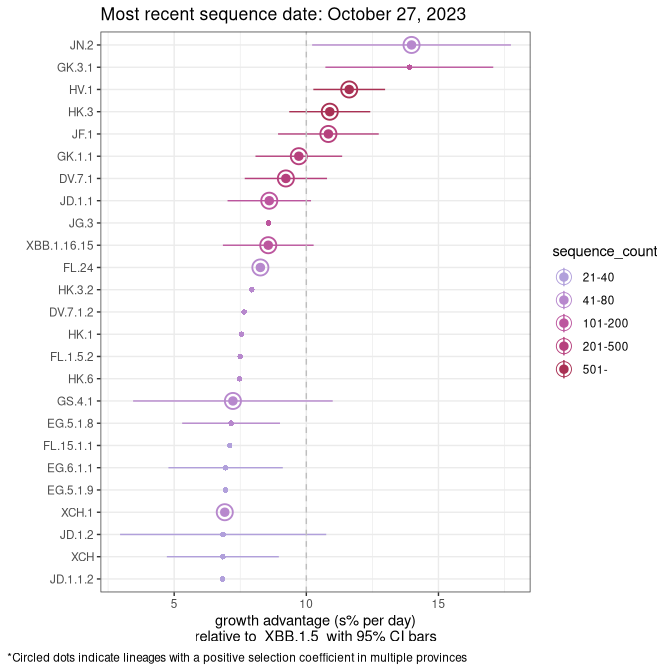 Most recent sequence date: October 27, 2023
JN.2
GK.3.1
HV.1
HK.3
JF.1
GK.1.1
DV.7.1
JD.1.1
JG.3
XBB.1.16.15
FL.24
HK.3.2
DV.7.1.2
HK.1
FL.1.5.2
HK.6
GS.4.1
EG.5.1.8
FL.15.1.1
EG.6.1.1
EG.5.1.9
XCH.1
JD.1.2
XCH
JD.1.1.2
5 10 15
growth advantage (s% per day)
relative to XBB.1.5 with 95% CI bars
sequence_count
21-40
41-80
101-200
201-500
501-
*Circled dots indicate lineages with a positive selection coefficient in multiple provinces